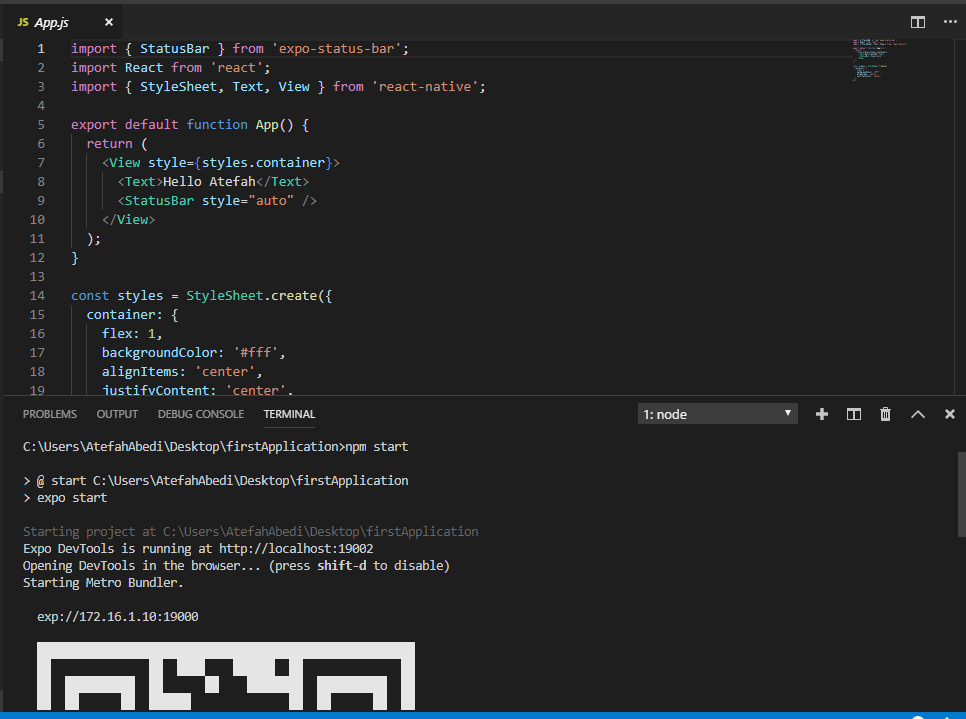 JS App.js ×
1 import { StatusBar } from 'expo-status-bar';
2 import React from 'react';
3 import { StyleSheet, Text, View } from 'react-native';
4
5 export default function App() {
6   return (
7     <View style={styles.container}>
8       <Text>Hello Atefah</Text>
9       <StatusBar style="auto" />
10     </View>
11   );
12 }
13
14 const styles = StyleSheet.create({
15   container: {
16     flex: 1,
17     backgroundColor: '#fff',
18     alignItems: 'center',
19     justifyContent: 'center',
PROBLEMS OUTPUT DEBUG CONSOLE TERMINAL 1: node
C:\Users\AtefahAbedi\Desktop\firstApplication>npm start
> @ start C:\Users\AtefahAbedi\Desktop\firstApplication
> expo start
Starting project at C:\Users\AtefahAbedi\Desktop\firstApplication
Expo DevTools is running at http://localhost:19002
Opening DevTools in the browser... (press shift-d to disable)
Starting Metro Bundler.
exp://172.16.1.10:19000